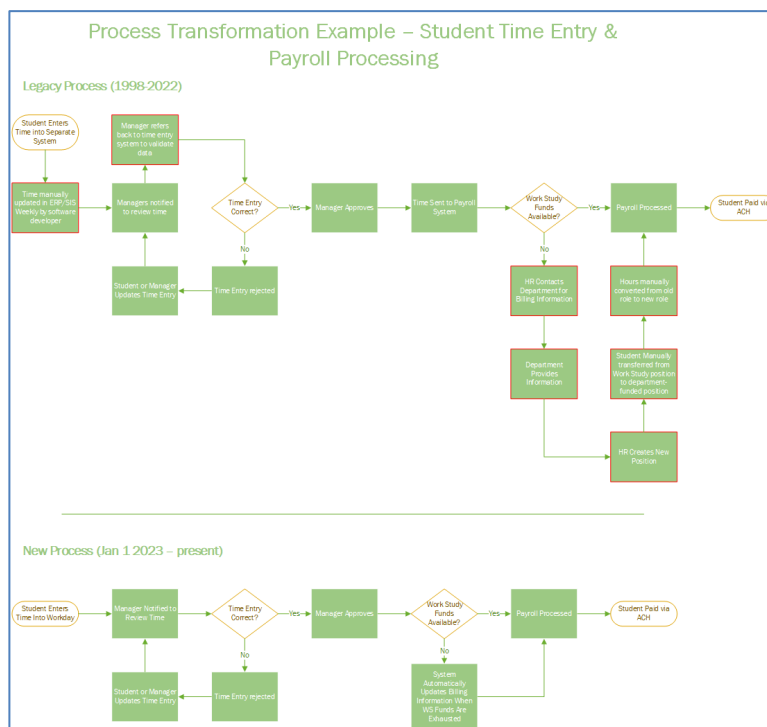 Process Transformation Example – Student Time Entry &
Payroll Processing
Legacy Process (1998-2022)
Student Enters
Time into Separate
System
Manager refers
back to time entry
system to validate
data
Time manually
updated in ERP/SIS
Weekly by software
developer
Managers notified
to review time
Time Entry
Correct?
Yes
Manager Approves
Time Sent to Payroll
System
Work Study
Funds
Available?
Yes
Payroll Processed
Student Paid via
ACH
No
No
Student or Manager
Updates Time Entry
Time Entry rejected
HR Contacts
Department for
Billing Information
Hours manually
converted from old
role to new role
Department
Provides
Information
Student Manually
transferred from
Work Study position
to department-
funded position
HR Creates New
Position
New Process (Jan 1 2023 – present)
Student Enters
Time Into Workday
Manager Notified to
Review Time
Time Entry
Correct?
Yes
Manager Approves
Work Study
Funds
Available?
Yes
Payroll Processed
Student Paid via
ACH
No
No
Student or Manager
Updates Time Entry
Time Entry rejected
System
Automatically
Updates Billing
Information When
WS Funds Are
Exhausted